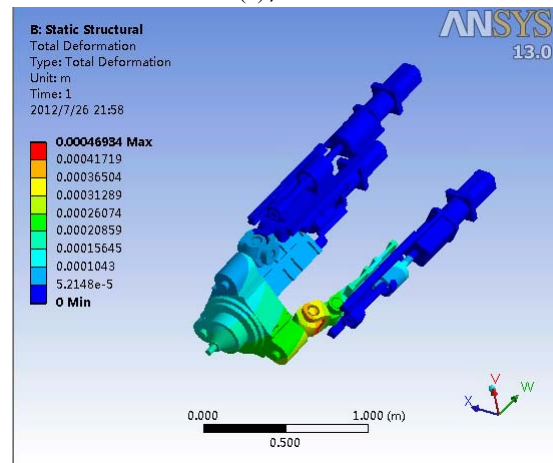 B: Static Structural
Total Deformation
Type: Total Deformation
Unit: m
Time: 1
2012/7/26 21:58
ANSYS
13.0
0.00046934 Max
0.00041719
0.00036504
0.00031289
0.00026074
0.00020859
0.00015645
0.0001043
5.2148e-5
0 Min
0.000
1.000 (m)
0.500
X
V
W